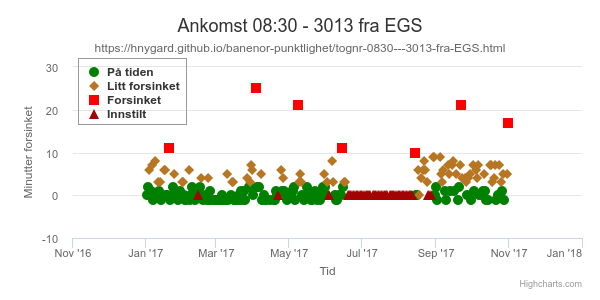 Ankomst 08:30 - 3013 fra EGS
https://hnygard.github.io/banenor-punktlighet/tognr-0830---3013-fra-EGS.html
På tiden
Litt forsinket
Forsinket
Innstilt
Minutter forsinket
30
20
10
0
-10
Nov '16 Jan '17 Mar '17 May '17 Jul '17 Sep '17 Nov '17 Jan '18
Tid
Highcharts.com